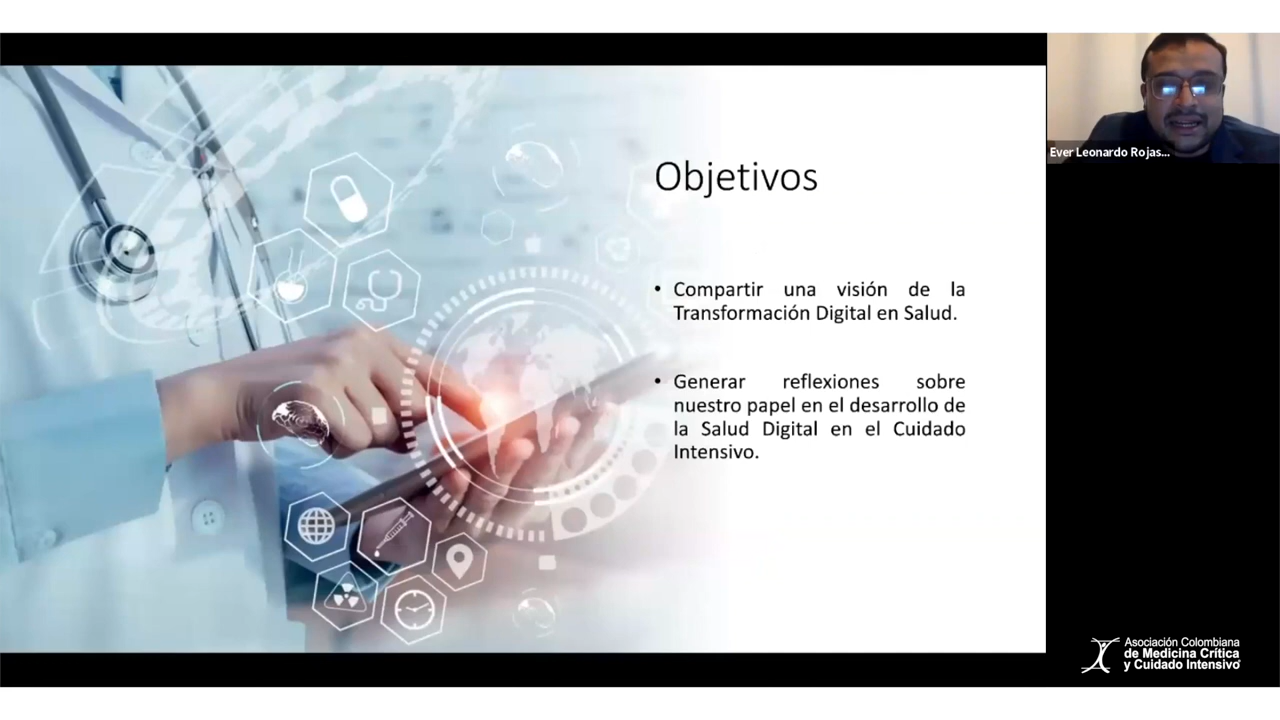 Objetivos
• Compartir una visión de la
Transformación Digital en Salud.
• Generar reflexiones sobre
nuestro papel en el desarrollo de
la Salud Digital en el Cuidado
Intensivo.
Ever Leonardo Rojas...
Asociación Colombiana
de Medicina Crítica
y Cuidado Intensivo